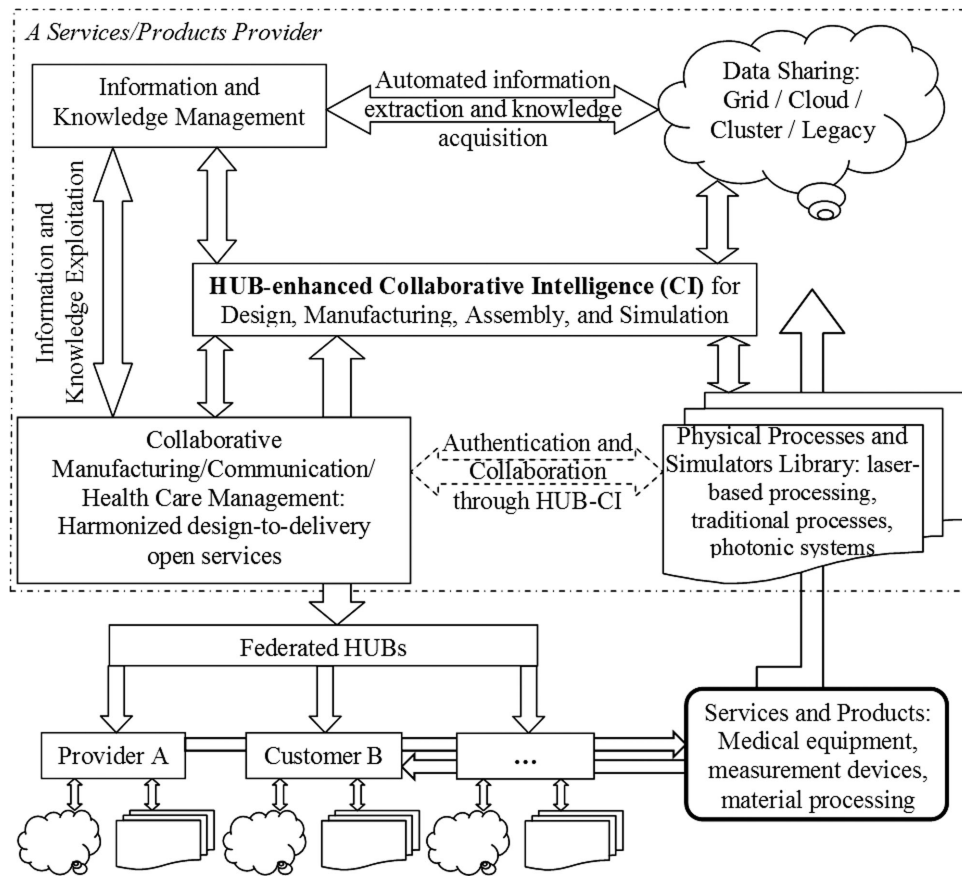 A Services/Products Provider
Information and
Knowledge Management
Automated information
extraction and knowledge
acquisition
Data Sharing:
Grid / Cloud /
Cluster / Legacy
Information and
Knowledge Exploitation
HUB-enhanced Collaborative Intelligence (CI) for
Design, Manufacturing, Assembly, and Simulation
Collaborative
Manufacturing/Communication/
Health Care Management:
Harmonized design-to-delivery
open services
Authentication and
Collaboration
through HUB-CI
Physical Processes and
Simulators Library: laser-
based processing,
traditional processes,
photonic systems
Federated HUBs
Provider A
Customer B
...
Services and Products:
Medical equipment,
measurement devices,
material processing